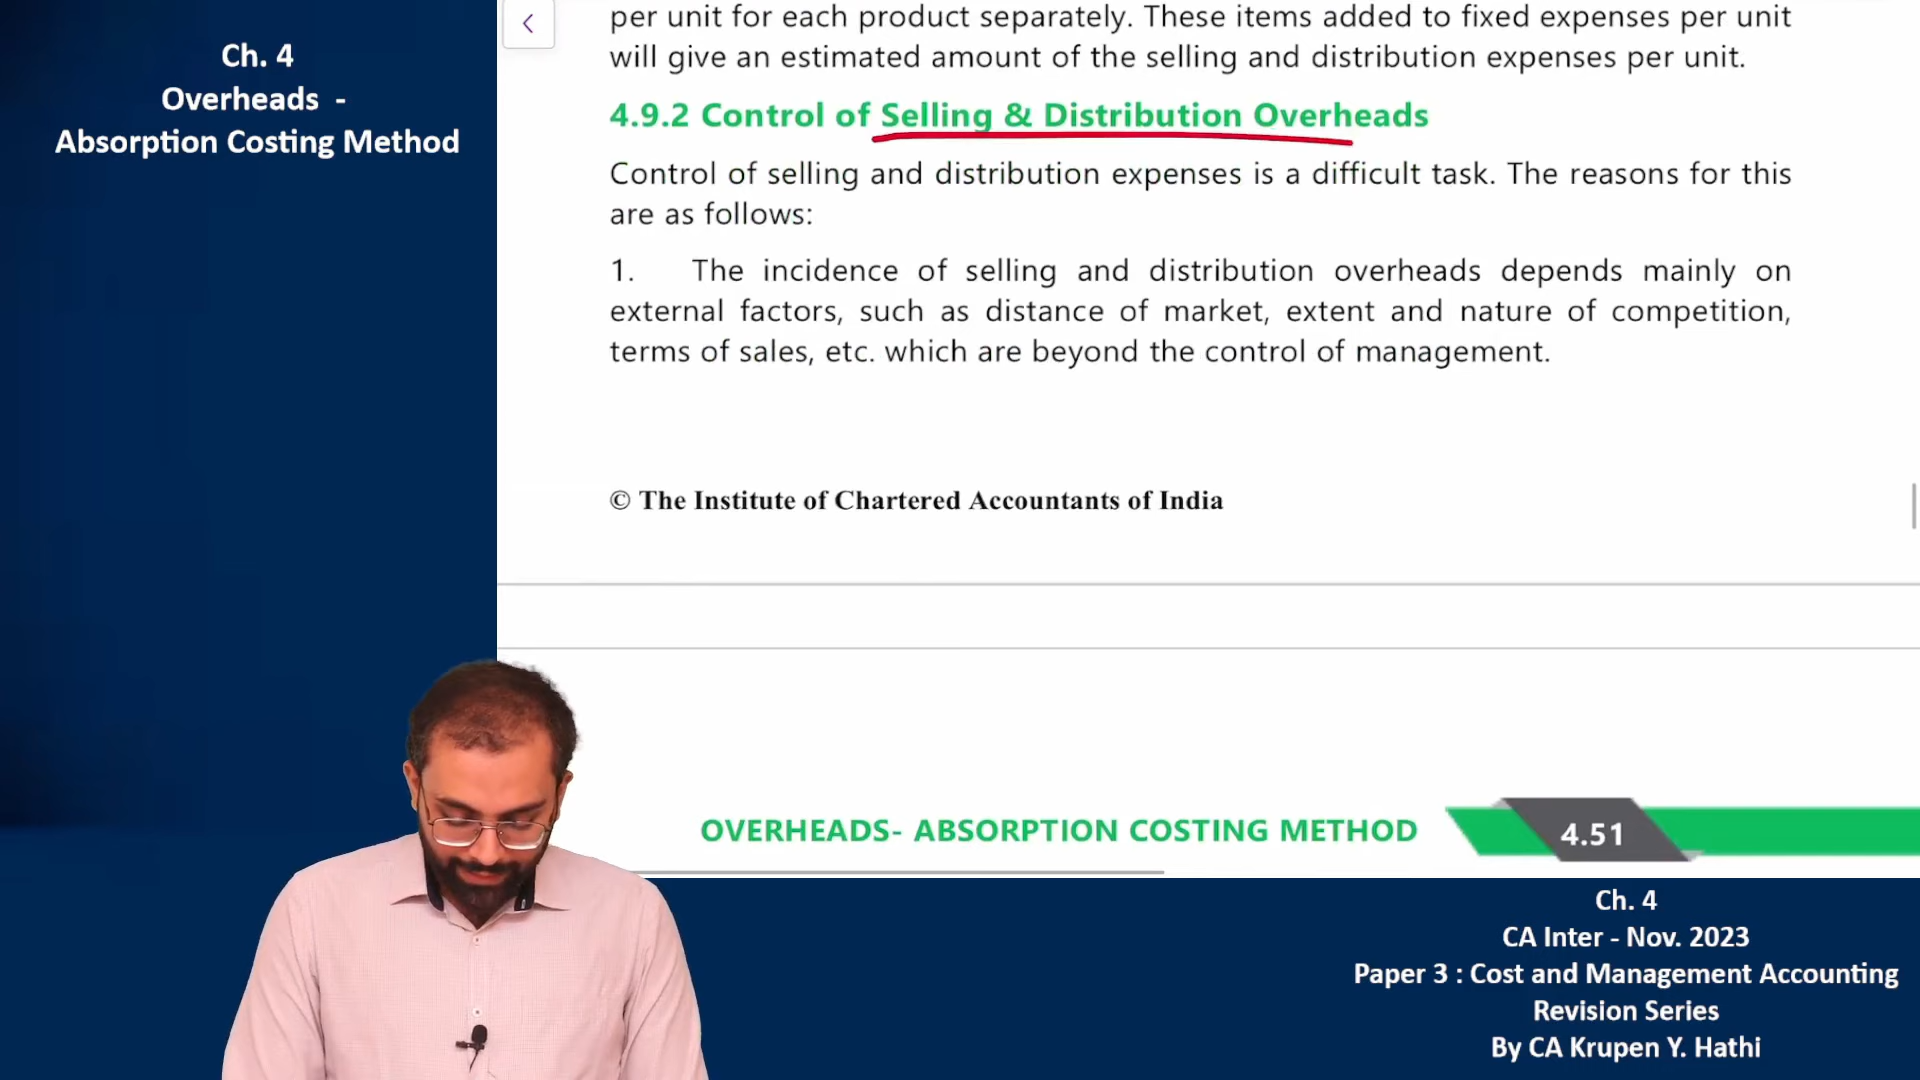 Ch. 4
Overheads -
Absorption Costing Method
per unit for each product separately. These items added to fixed expenses per unit
will give an estimated amount of the selling and distribution expenses per unit.
4.9.2 Control of Selling & Distribution Overheads
Control of selling and distribution expenses is a difficult task. The reasons for this
are as follows:
1. The incidence of selling and distribution overheads depends mainly on
external factors, such as distance of market, extent and nature of competition,
terms of sales, etc. which are beyond the control of management.
© The Institute of Chartered Accountants of India
OVERHEADS- ABSORPTION COSTING METHOD
4.51
Ch. 4
CA Inter - Nov. 2023
Paper 3 : Cost and Management Accounting
Revision Series
By CA Krupen Y. Hathi